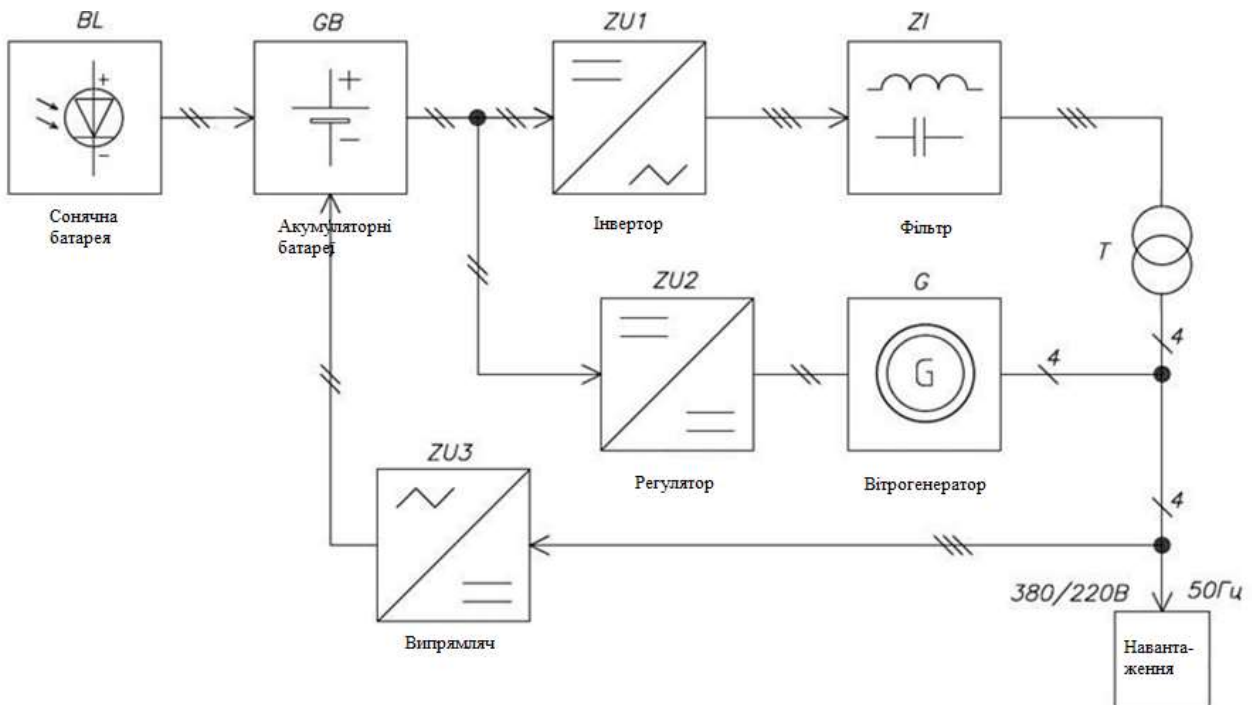 BL
GB
ZU1
ZI
Сонячна
батарея
Акумуляторні
батареї
Інвертор
Фільтр
T
ZU2
G
4
4
G
ZU3
Регулятор
Вітрогенератор
4
380/220В
50Гц
Випрямляч
Наванта-
ження